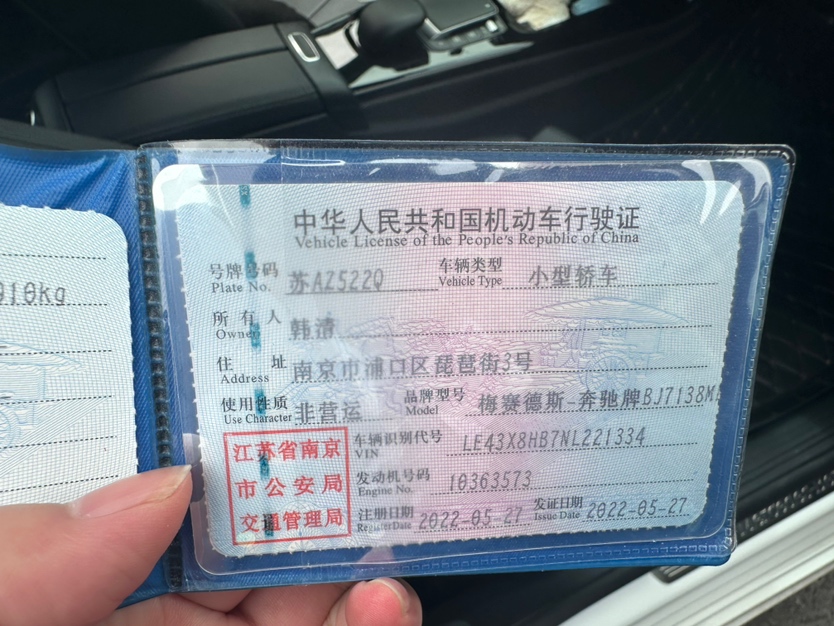 910kg
中华人民共和国机动车行驶证
Vehicle License of the People's Republic of China
号牌号码 苏AZ522Q 车辆类型 小型轿车
Plate No. Vehicle Type
所有人 韩清
Owner
住址 南京市浦口区琵琶街3号
Address
使用性质 非营运 品牌型号 梅赛德斯-奔驰牌BJ7138M
Use Character Model
江苏省南京 车辆识别代号 LE43X8HB7NL221334
VIN
市公安局 发动机号码 10363573
Engine No.
交通管理局 注册日期 2022-05-27 发证日期 2022-05-27
Register Date Issue Date